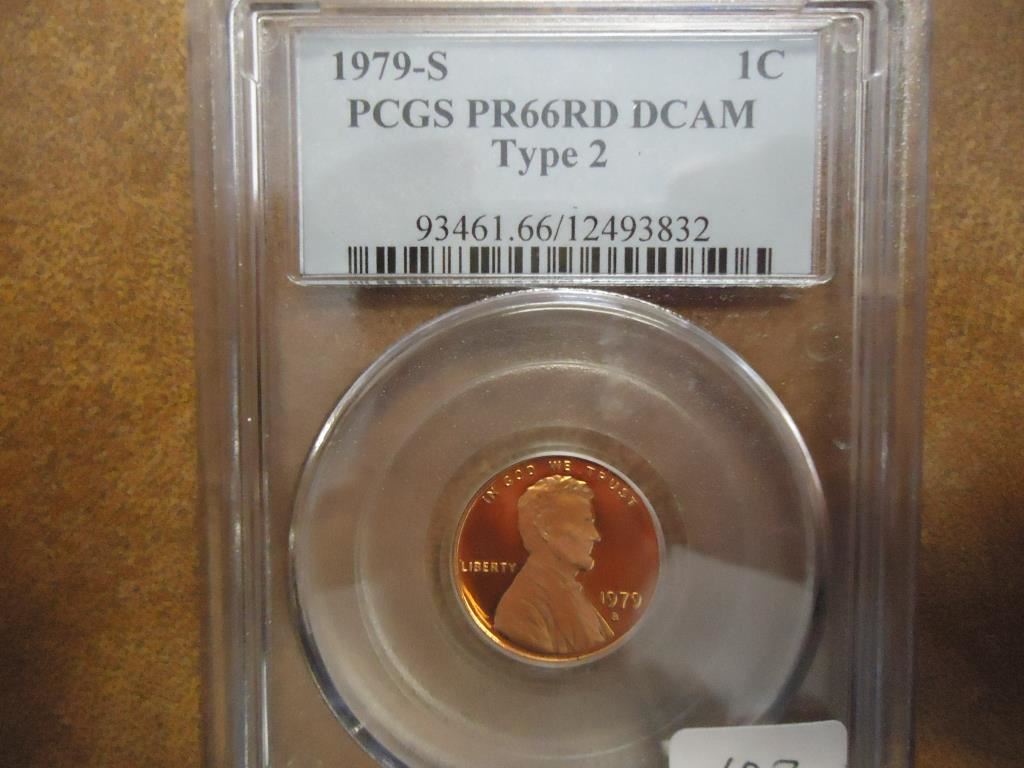 1979-S 1C
PCGS PR66RD DCAM
Type 2
93461.66/12493832
IN GOD WE TRUST
LIBERTY
1979
S